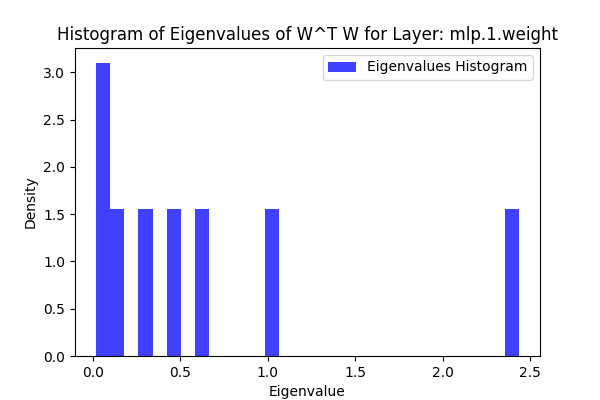 Histogram of Eigenvalues of W^T W for Layer: mlp.1.weight
Eigenvalues Histogram
3.0
2.5
2.0
1.5
1.0
0.5
0.0
Density
0.0 0.5 1.0 1.5 2.0 2.5
Eigenvalue